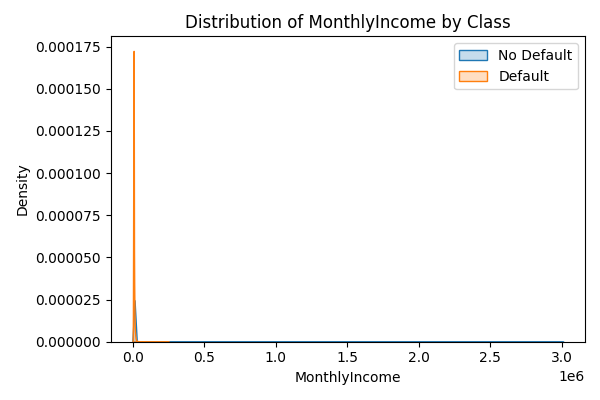 Distribution of MonthlyIncome by Class
No Default
Default
0.000175
0.000150
0.000125
0.000100
0.000075
0.000050
0.000025
0.000000
Density
0.0 0.5 1.0 1.5 2.0 2.5 3.0
1e6
MonthlyIncome